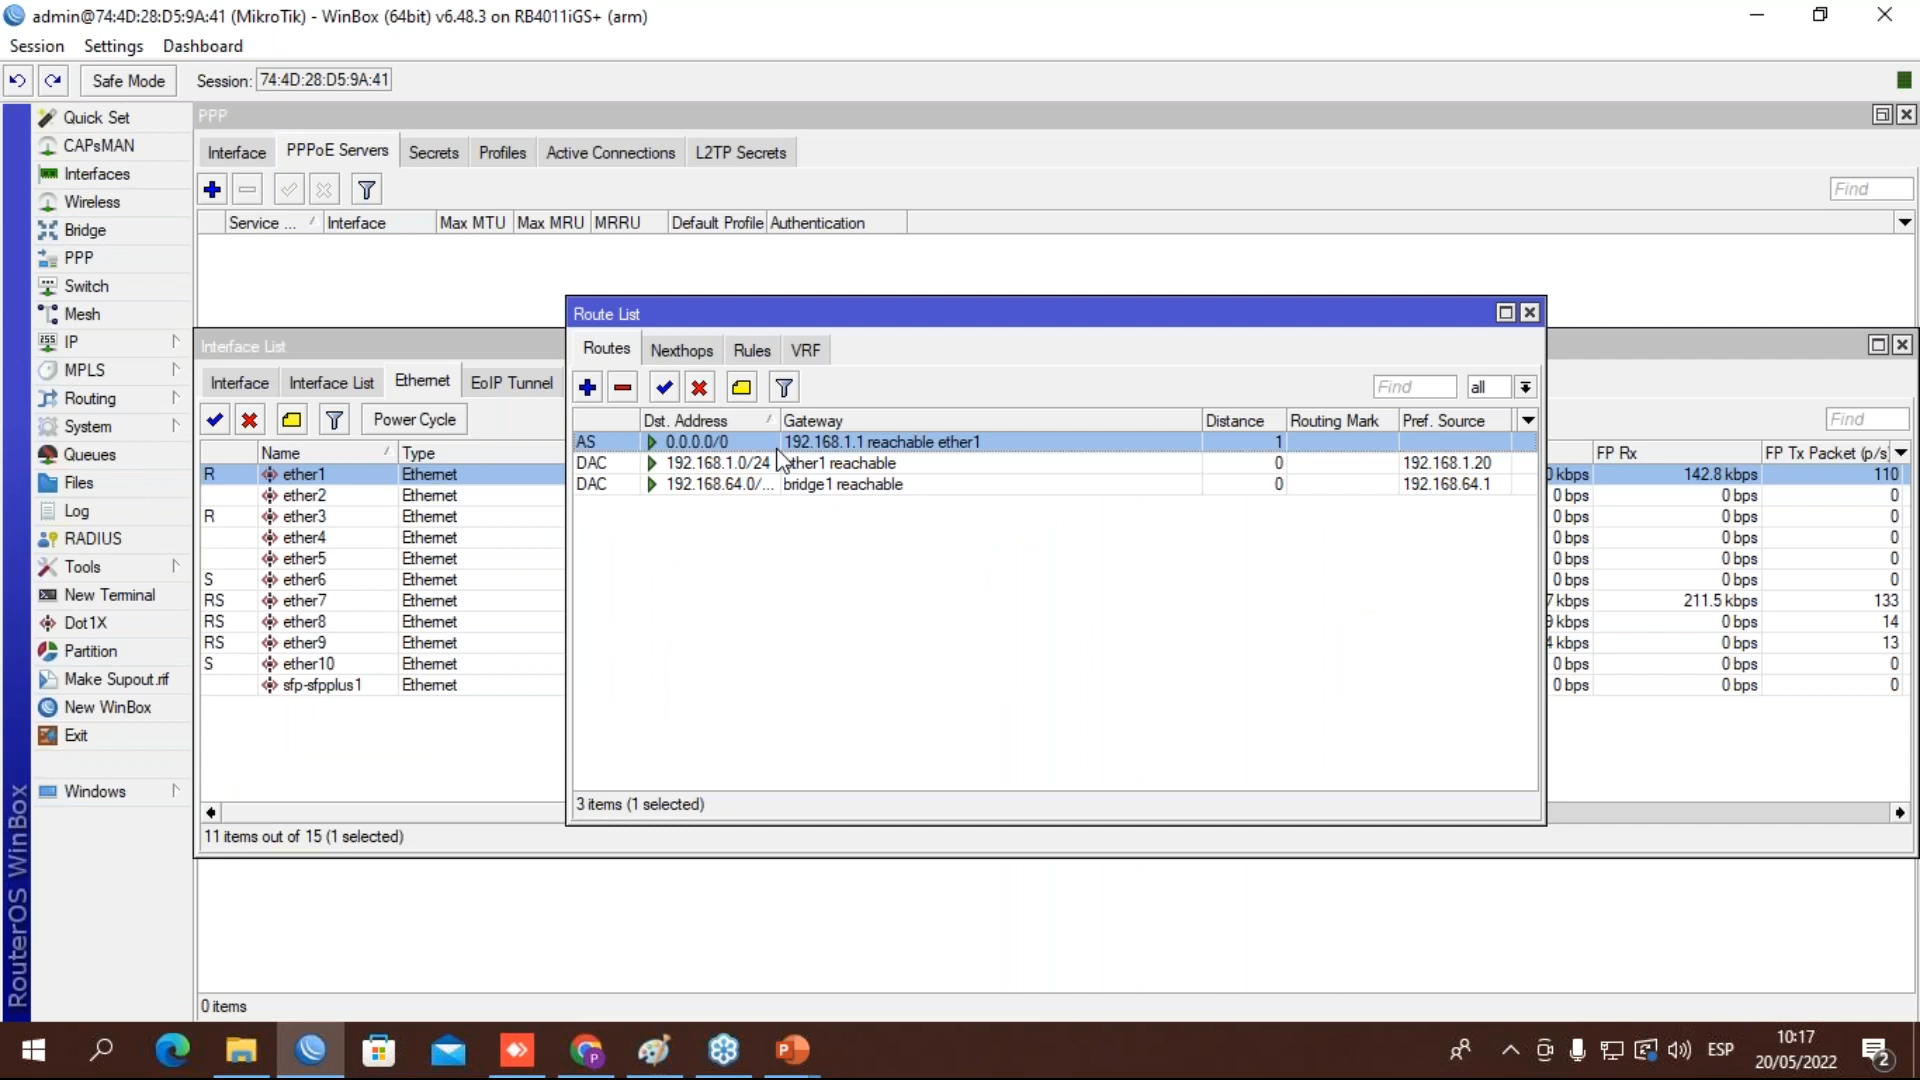 admin@74:4D:28:D5:9A:41 (MikroTik) - WinBox (64bit) v6.48.3 on RB4011iGS+ (arm)
Session Settings Dashboard
Safe Mode Session: 74:4D:28:D5:9A:41
Quick Set
CAPsMAN
Interfaces
Wireless
Bridge
PPP
Switch
Mesh
IP
MPLS
Routing
System
Queues
Files
Log
RADIUS
Tools
New Terminal
Dot1X
Partition
Make Supout.rif
New WinBox
Exit
Windows
RouterOS WinBox
PPP
Interface PPPoE Servers Secrets Profiles Active Connections L2TP Secrets
Find
Service ... Interface Max MTU Max MRU MRRU Default Profile Authentication
0 items
Interface List
Interface Interface List Ethernet EoIP Tunnel
Power Cycle
Find
Name Type FP Rx FP Tx Packet (p/s)
R ether1 Ethernet 0 kbps 142.8 kbps 110
ether2 Ethernet 0 bps 0 bps 0
R ether3 Ethernet 0 bps 0 bps 0
ether4 Ethernet 0 bps 0 bps 0
ether5 Ethernet 0 bps 0 bps 0
S ether6 Ethernet 0 bps 0 bps 0
RS ether7 Ethernet 7 kbps 211.5 kbps 133
RS ether8 Ethernet 9 kbps 0 bps 14
RS ether9 Ethernet 4 kbps 0 bps 13
S ether10 Ethernet 0 bps 0 bps 0
sfp-sfpplus1 Ethernet 0 bps 0 bps 0
11 items out of 15 (1 selected)
Route List
Routes Nexthops Rules VRF
Find all
Dst. Address Gateway Distance Routing Mark Pref. Source
AS 0.0.0.0/0 192.168.1.1 reachable ether1 1
DAC 192.168.1.0/24 ether1 reachable 0 192.168.1.20
DAC 192.168.64.0/... bridge1 reachable 0 192.168.64.1
3 items (1 selected)
ESP
10:17
20/05/2022
2